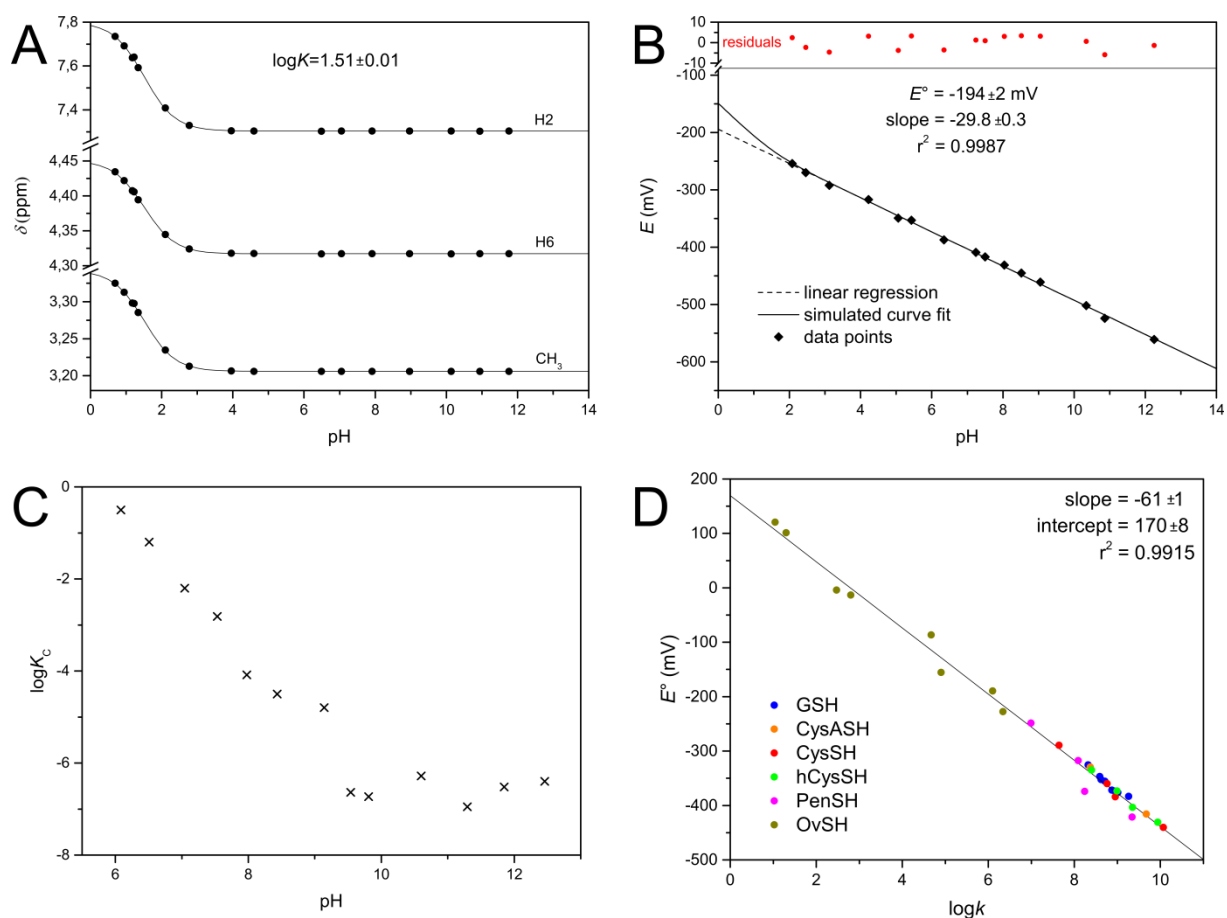 A
7,8
7,6
7,4
4,45
4,40
4,35
4,30
3,30
3,25
3,20
δ (ppm)
logK=1.51±0.01
H2
H6
CH₃
0 2 4 6 8 10 12 14
pH
B
10
0
-10
residuals
-100
-200
-300
-400
-500
-600
E (mV)
E° = -194 ±2 mV
slope = -29.8 ±0.3
r² = 0.9987
linear regression
simulated curve fit
data points
0 2 4 6 8 10 12 14
pH
C
0
-2
-4
-6
-8
logK_C
6 8 10 12
pH
D
200
100
0
-100
-200
-300
-400
-500
E° (mV)
slope = -61 ±1
intercept = 170 ±8
r² = 0.9915
GSH
CysASH
CysSH
hCysSH
PenSH
OvSH
0 2 4 6 8 10
logk